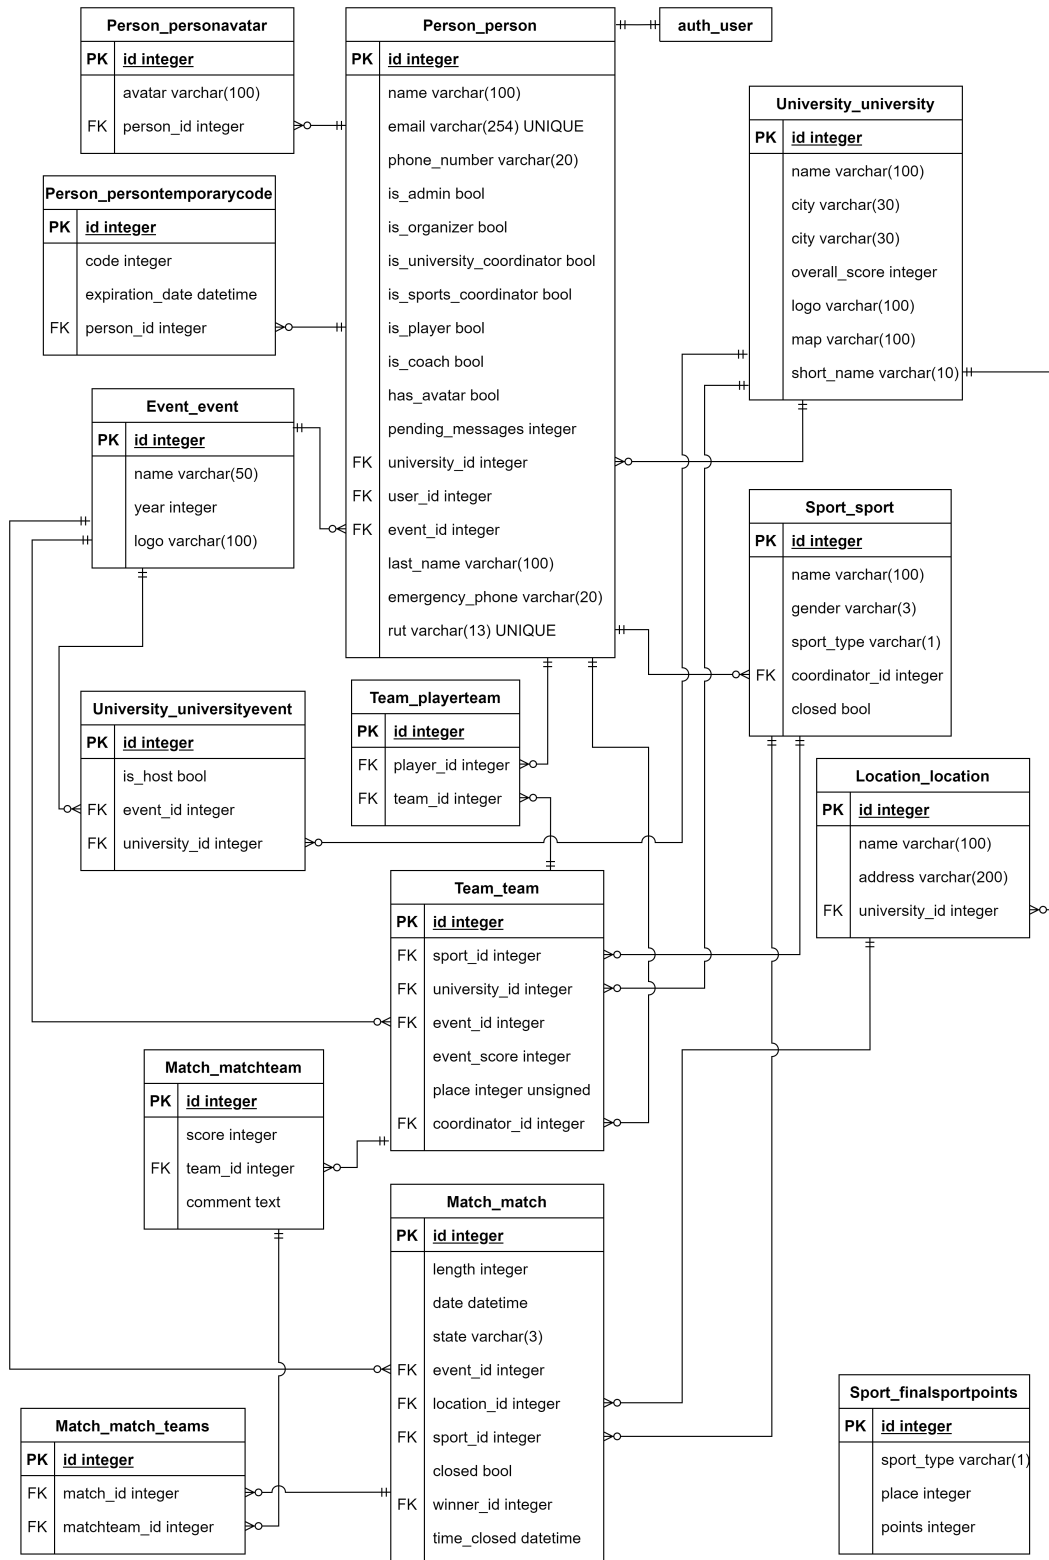 Person_personavatar
PK id integer
avatar varchar(100)
FK person_id integer
Person_person
PK id integer
name varchar(100)
email varchar(254) UNIQUE
phone_number varchar(20)
is_admin bool
is_organizer bool
is_university_coordinator bool
is_sports_coordinator bool
is_player bool
is_coach bool
has_avatar bool
pending_messages integer
FK university_id integer
FK user_id integer
FK event_id integer
last_name varchar(100)
emergency_phone varchar(20)
rut varchar(13) UNIQUE
auth_user
University_university
PK id integer
name varchar(100)
city varchar(30)
city varchar(30)
overall_score integer
logo varchar(100)
map varchar(100)
short_name varchar(10)
Person_persontemporarycode
PK id integer
code integer
expiration_date datetime
FK person_id integer
Event_event
PK id integer
name varchar(50)
year integer
logo varchar(100)
Sport_sport
PK id integer
name varchar(100)
gender varchar(3)
sport_type varchar(1)
FK coordinator_id integer
closed bool
University_universityevent
PK id integer
is_host bool
FK event_id integer
FK university_id integer
Team_playerteam
PK id integer
FK player_id integer
FK team_id integer
Location_location
PK id integer
name varchar(100)
address varchar(200)
FK university_id integer
Team_team
PK id integer
FK sport_id integer
FK university_id integer
FK event_id integer
event_score integer
place integer unsigned
FK coordinator_id integer
Match_matchteam
PK id integer
score integer
FK team_id integer
comment text
Match_match
PK id integer
length integer
date datetime
state varchar(3)
FK event_id integer
FK location_id integer
FK sport_id integer
closed bool
FK winner_id integer
time_closed datetime
Match_match_teams
PK id integer
FK match_id integer
FK matchteam_id integer
Sport_finalsportpoints
PK id integer
sport_type varchar(1)
place integer
points integer